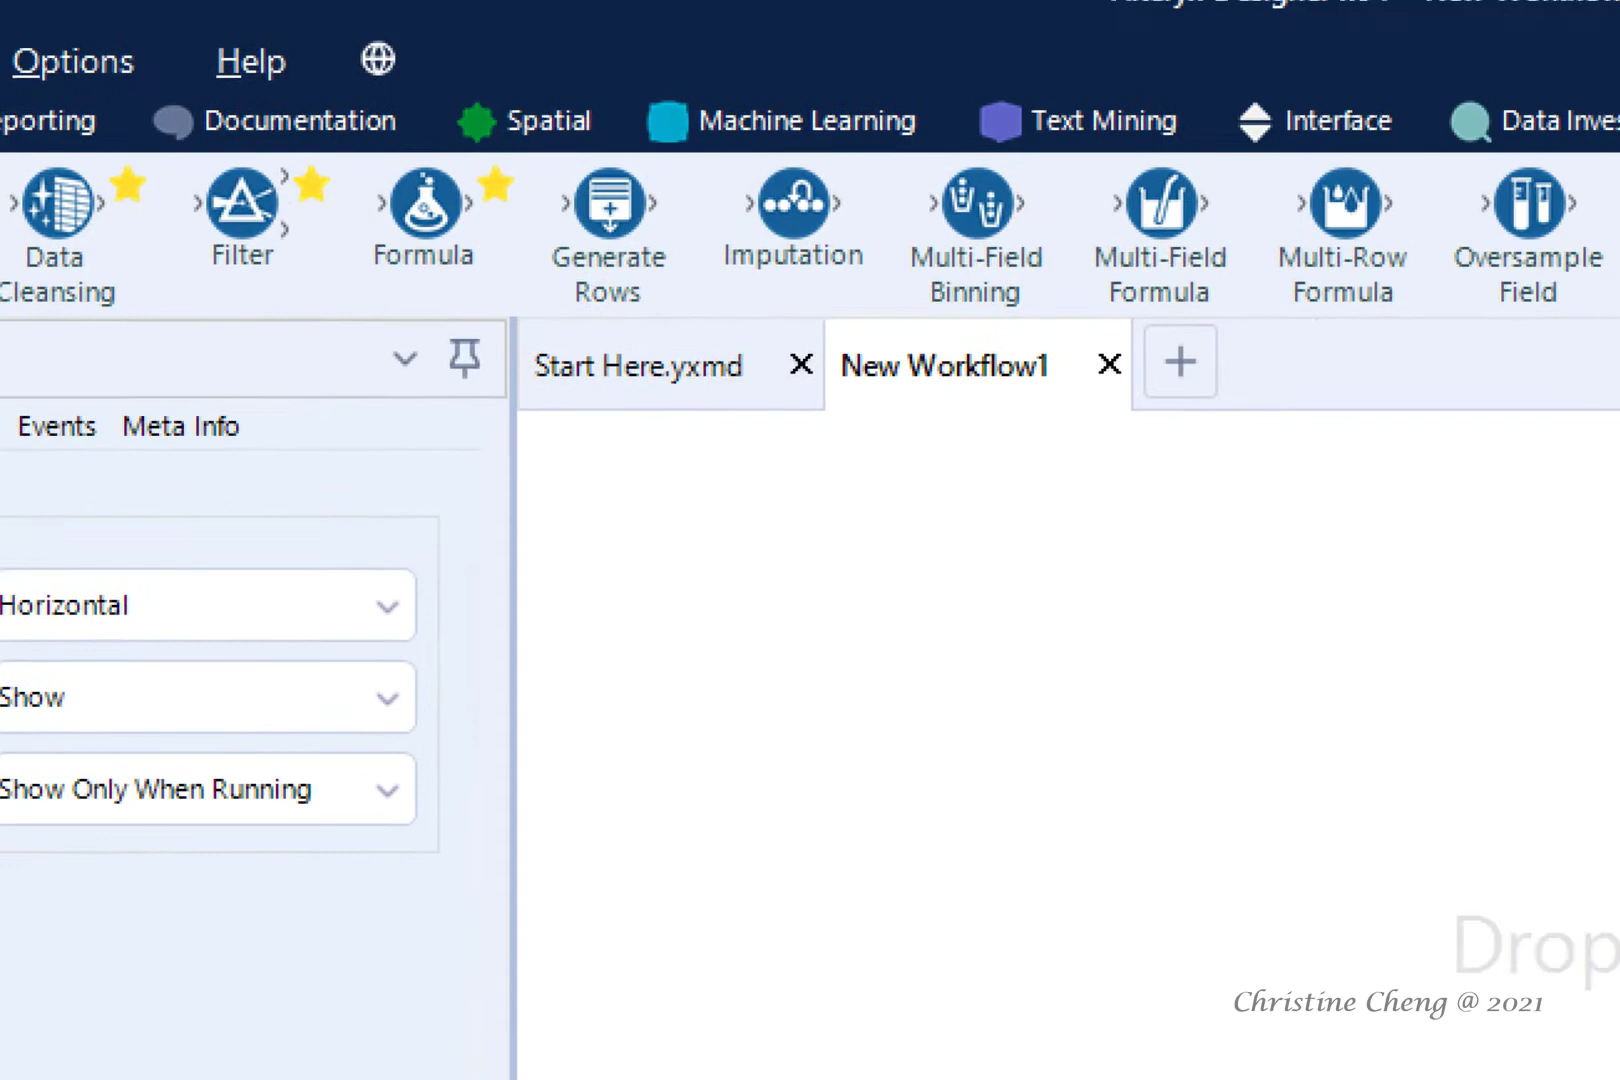 Options Help
Documentation Spatial Machine Learning Text Mining Interface Data
Data Cleansing
Filter
Formula
Generate Rows
Imputation
Multi-Field Binning
Multi-Field Formula
Multi-Row Formula
Oversample Field
Start Here.yxmd New Workflow1
Events Meta Info
Horizontal
Show
Show Only When Running
Drop
Christine Cheng @ 2021